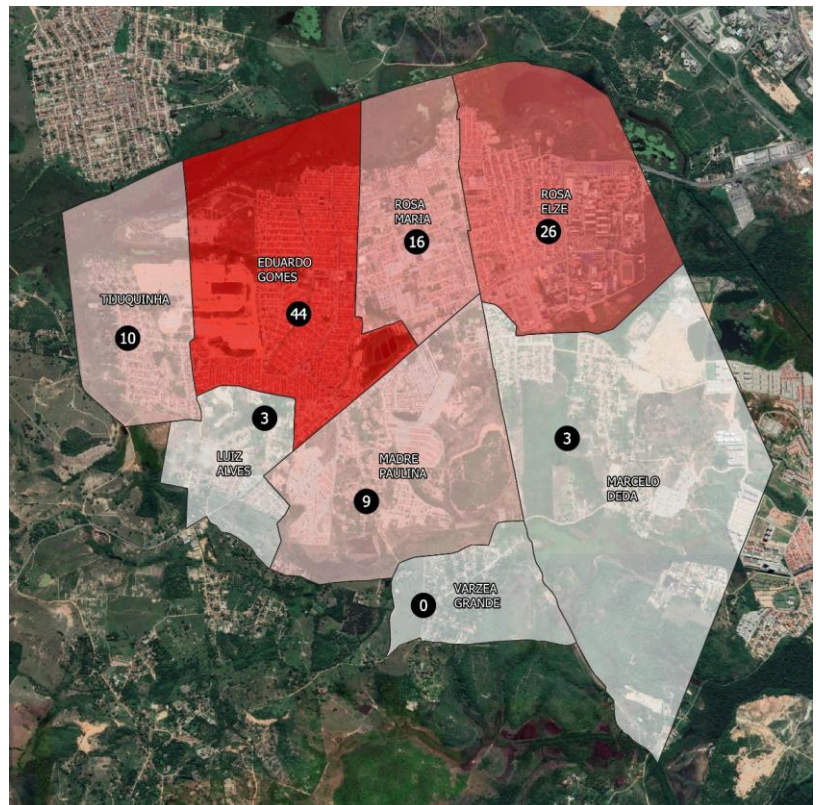 ROSA
MARIA
16
ROSA
ELZE
26
EDUARDO
GOMES
44
TIJUQUINHA
10
3
LUIZ
ALVES
MADRE
PAULINA
9
3
MARCELO
DEDA
VARZEA
GRANDE
0